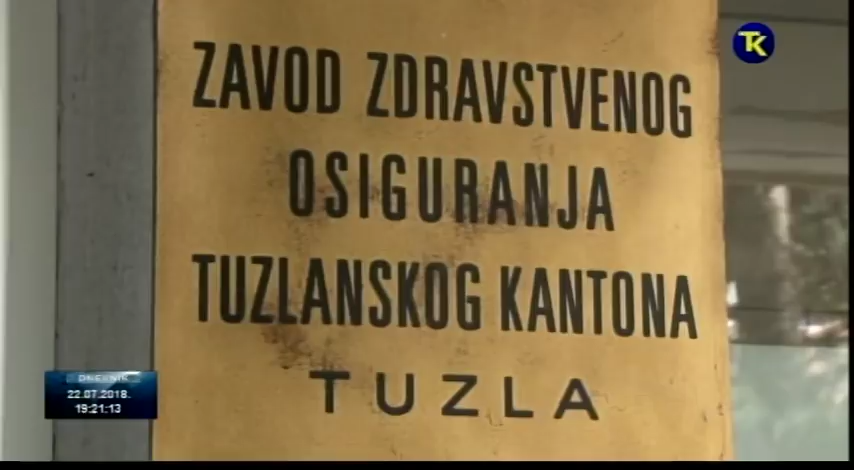 TK
ZAVOD ZDRAVSTVENOG
OSIGURANJA
TUZLANSKOG KANTONA
TUZLA
DNEVNIK
22.07.2018.
19:21:13